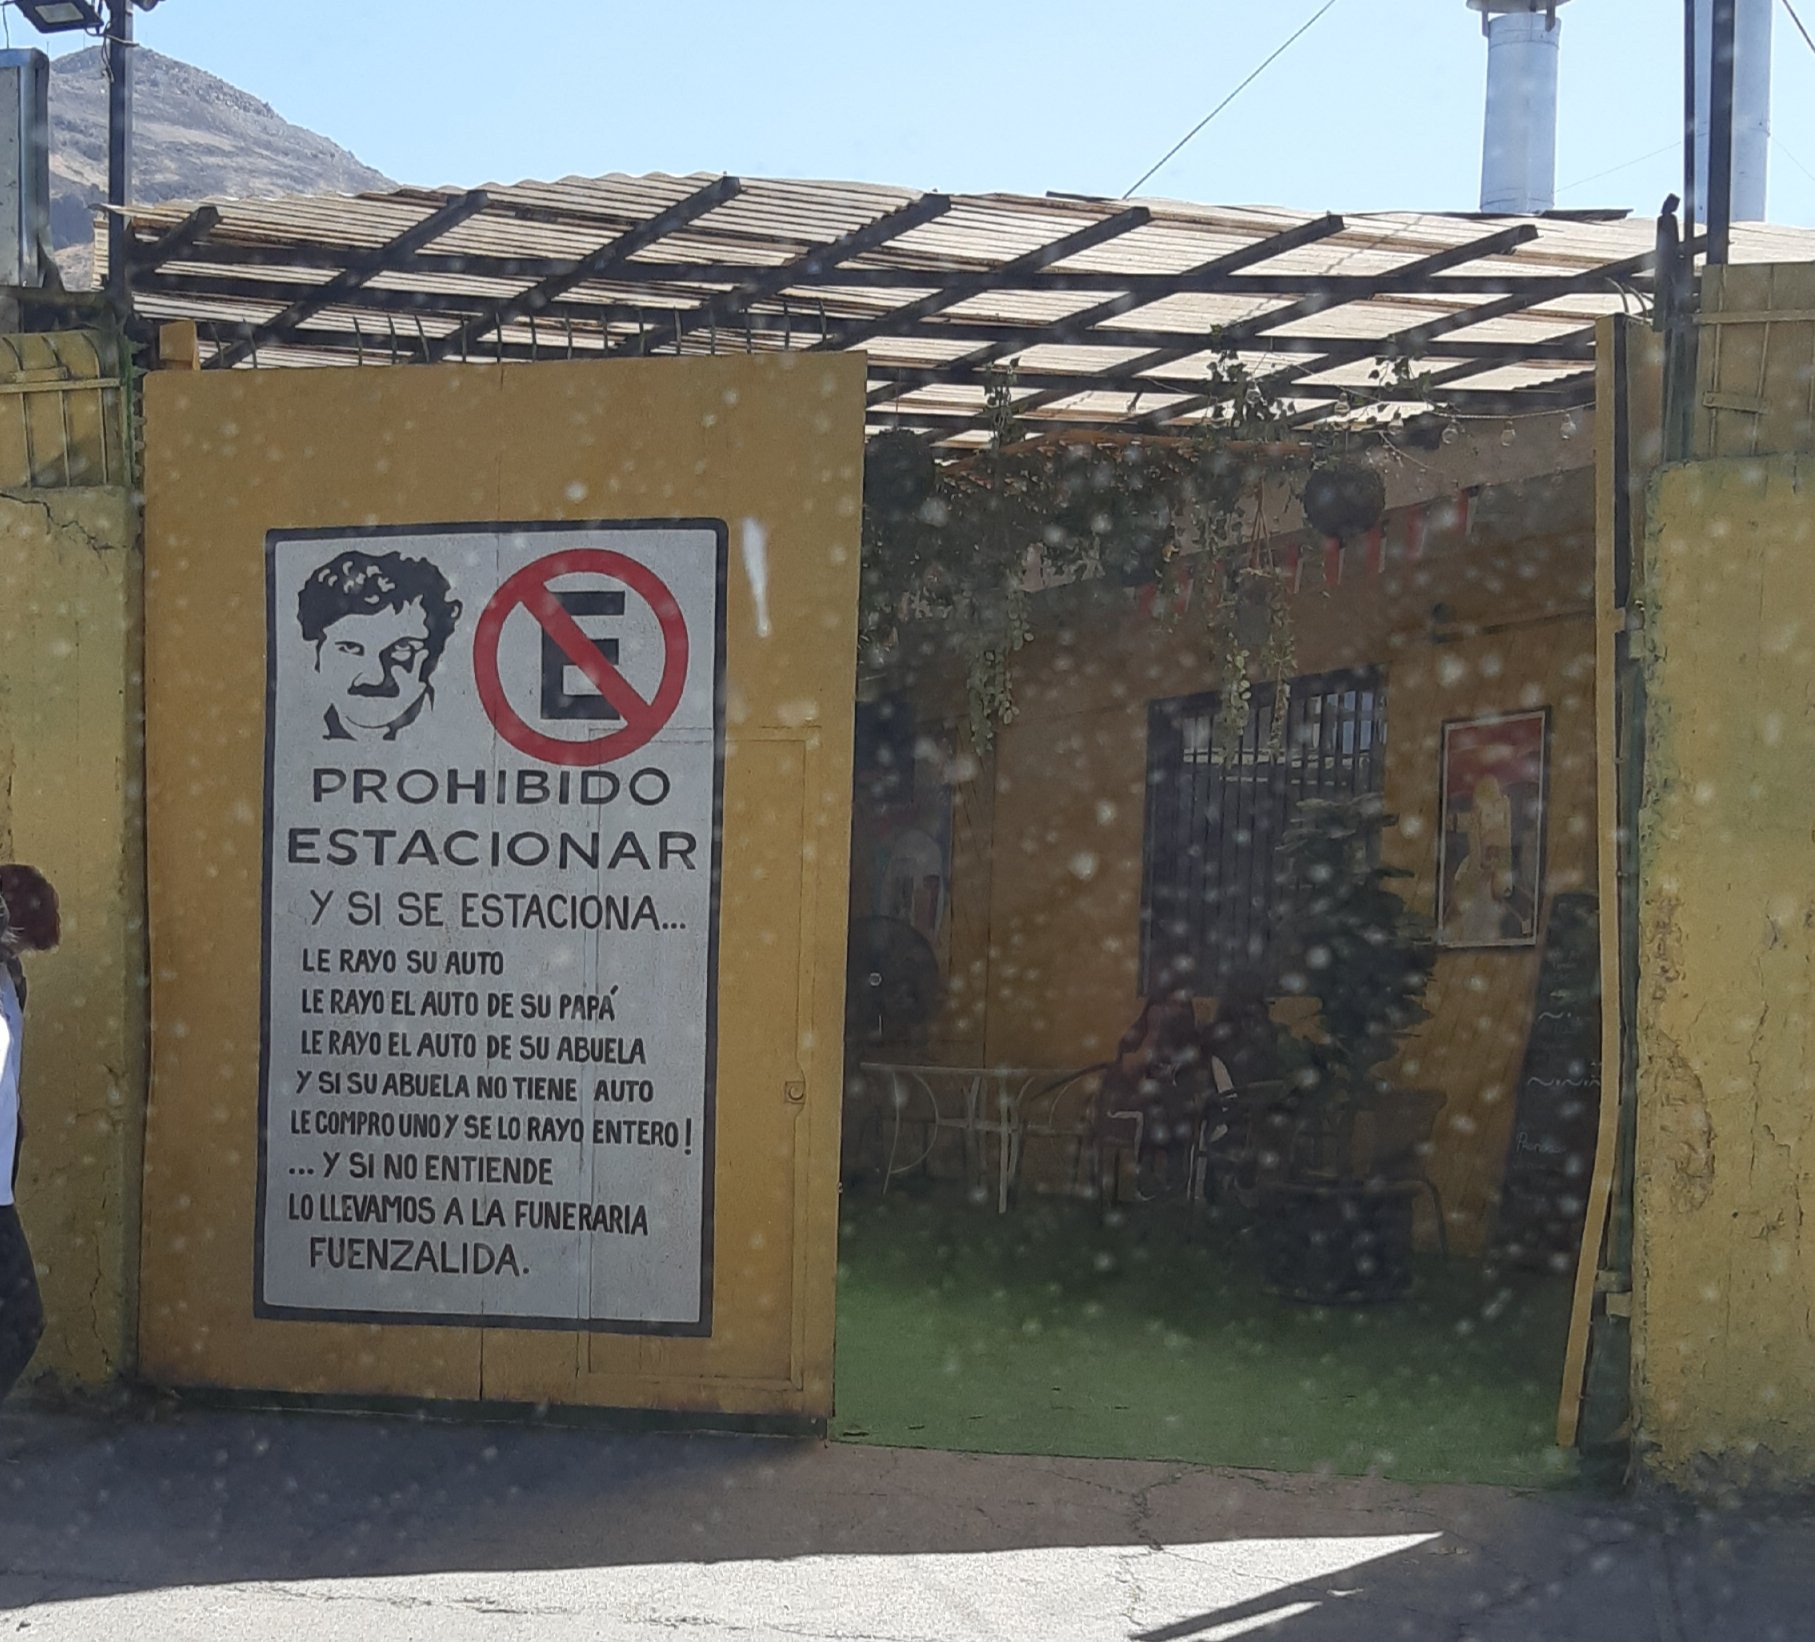 E
PROHIBIDO
ESTACIONAR
Y SI SE ESTACIONA...
LE RAYO SU AUTO
LE RAYO EL AUTO DE SU PAPÁ
LE RAYO EL AUTO DE SU ABUELA
Y SI SU ABUELA NO TIENE AUTO
LE COMPRO UNO Y SE LO RAYO ENTERO!
... Y SI NO ENTIENDE
LO LLEVAMOS A LA FUNERARIA
FUENZALIDA.